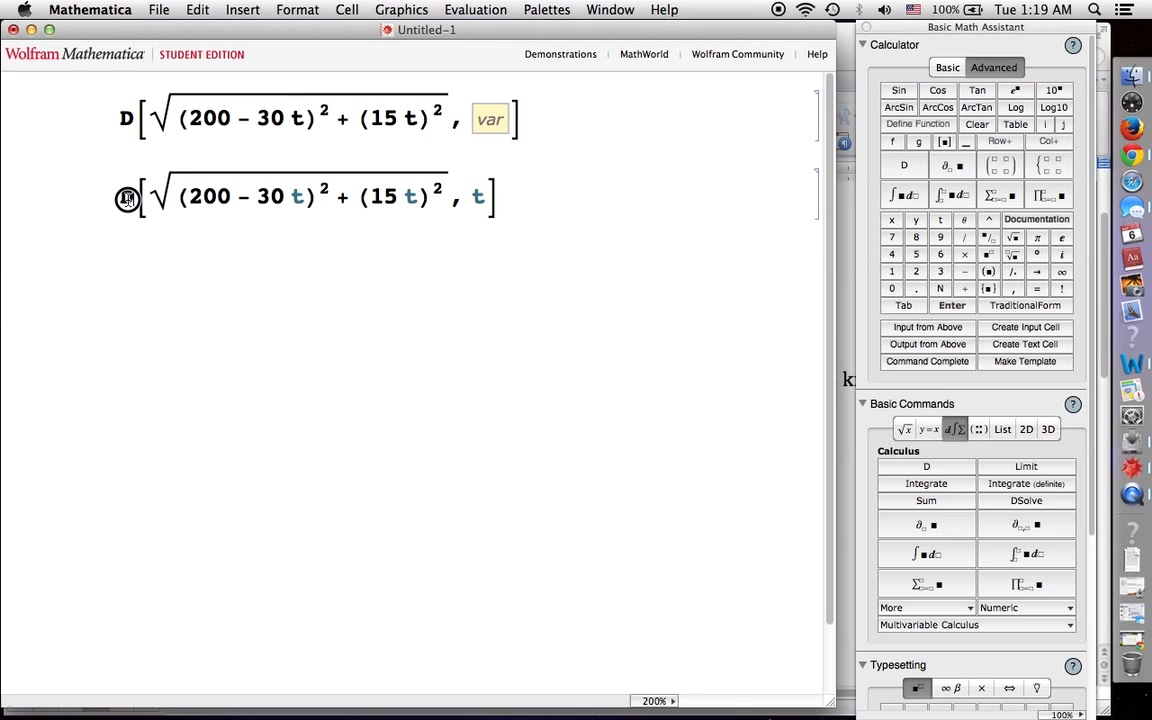 Mathematica File Edit Insert Format Cell Graphics Evaluation Palettes Window Help 100% Tue 1:19 AM
Untitled-1
Wolfram Mathematica | STUDENT EDITION Demonstrations | MathWorld | Wolfram Community | Help
D[√(200 − 30 t)² + (15 t)², var]
D[√(200 − 30 t)² + (15 t)², t]
200%
Basic Math Assistant
Calculator ?
Basic Advanced
Sin Cos Tan eˣ 10ˣ
ArcSin ArcCos ArcTan Log Log10
Define Function Clear Table i j
f g [■] _ Row+ Col+
D ∂□ ■
∫■d□ ∫■d□ Σ■ ∏■
x y t θ ^ Documentation
7 8 9 / ■/□ √■ π e
4 5 6 × ■□ √■ ° i
1 2 3 − (■) /. → ∞
0 . N + {■} , = !
Tab Enter TraditionalForm
Input from Above Create Input Cell
Output from Above Create Text Cell
Command Complete Make Template
Basic Commands ?
√x y=x d∫Σ List 2D 3D
Calculus
D Limit
Integrate Integrate (definite)
Sum DSolve
∂□ ■ ∂□,□ ■
∫■d□ ∫■d□
Σ■ ∏■
More Numeric
Multivariable Calculus
Typesetting ?
∞ β × ⇔
100%
6
Aa
W